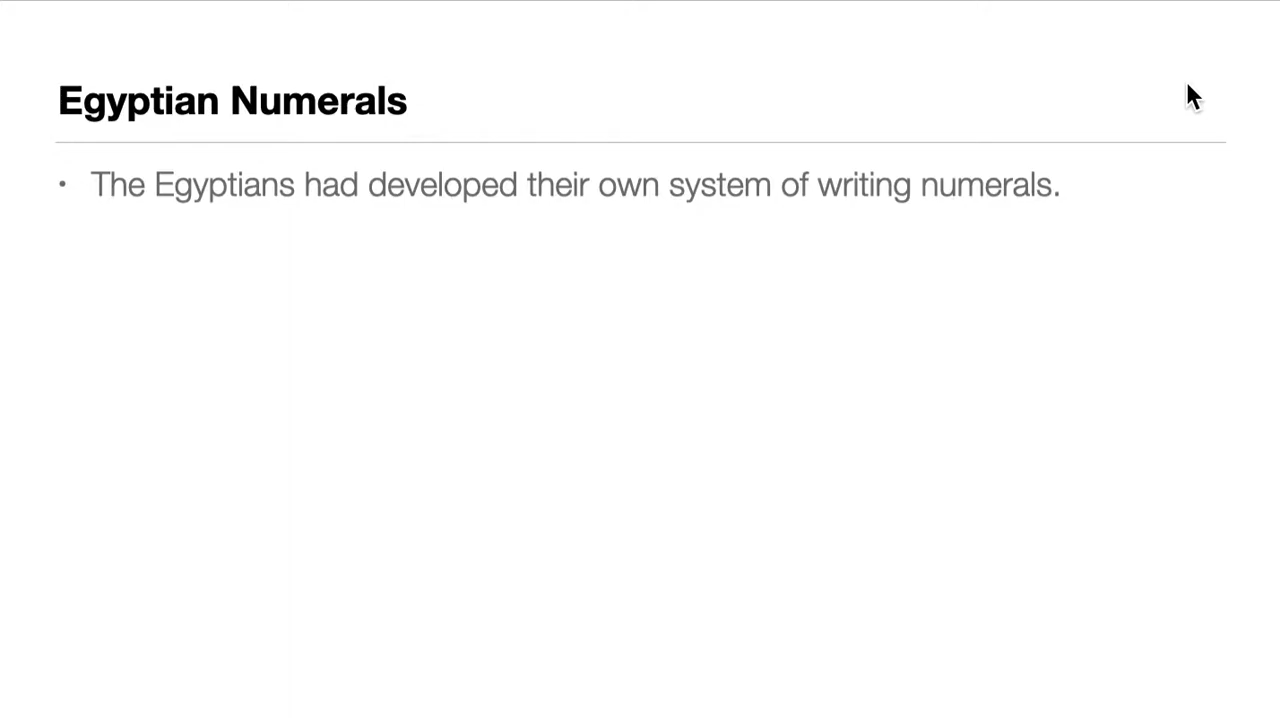 Egyptian Numerals
• The Egyptians had developed their own system of writing numerals.